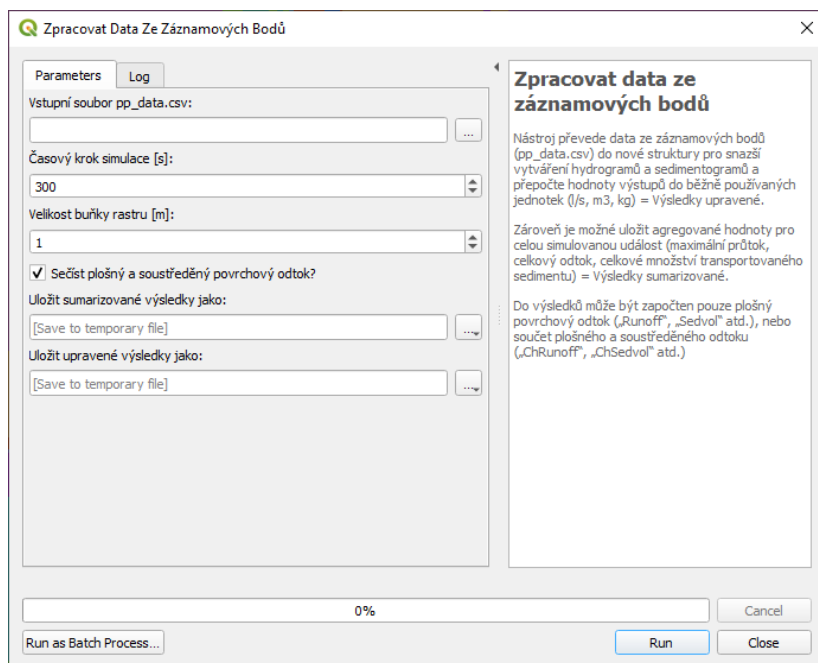 Zpracovat Data Ze Záznamových Bodů
Parameters
Log
Vstupní soubor pp_data.csv:
...
Časový krok simulace [s]:
300
Velikost buňky rastru [m]:
1
Sečíst plošný a soustředěný povrchový odtok?
Uložit sumarizované výsledky jako:
[Save to temporary file]
...
Uložit upravené výsledky jako:
[Save to temporary file]
...
Zpracovat data ze
záznamových bodů
Nástroj převede data ze záznamových bodů
(pp_data.csv) do nové struktury pro snazší
vytváření hydrogramů a sedimentogramů a
přepočte hodnoty výstupů do běžně používaných
jednotek (l/s, m3, kg) = Výsledky upravené.
Zároveň je možné uložit agregované hodnoty pro
celou simulovanou událost (maximální průtok,
celkový odtok, celkové množství transportovaného
sedimentu) = Výsledky sumarizované.
Do výsledků může být započten pouze plošný
povrchový odtok („Runoff“, „Sedvol“ atd.), nebo
součet plošného a soustředěného odtoku
(„ChRunoff“, „ChSedvol“ atd.)
0%
Cancel
Run as Batch Process...
Run
Close